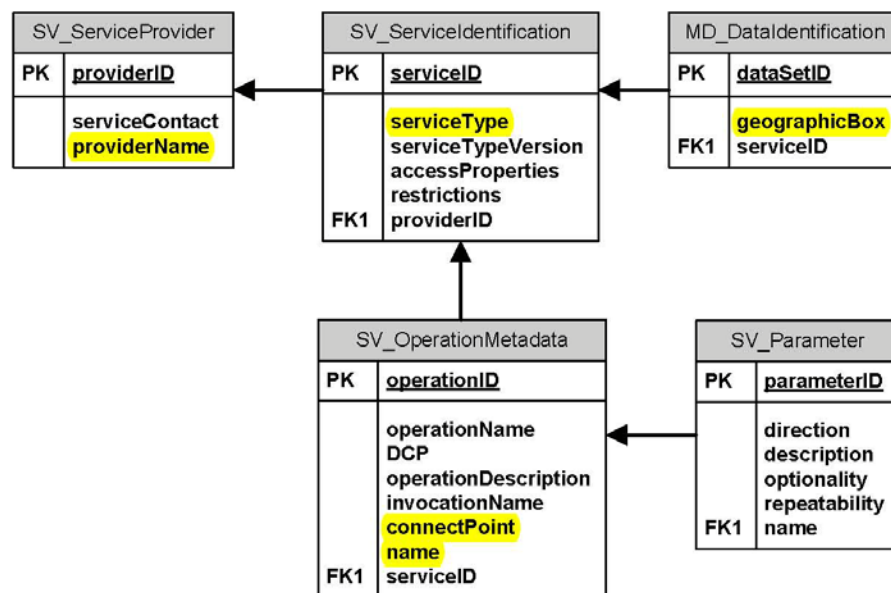 SV_ServiceProvider
PK providerID
serviceContact
providerName
SV_ServiceIdentification
PK serviceID
serviceType
serviceTypeVersion
accessProperties
restrictions
FK1 providerID
MD_DataIdentification
PK dataSetID
geographicBox
FK1 serviceID
SV_OperationMetadata
PK operationID
operationName
DCP
operationDescription
invocationName
connectPoint
name
FK1 serviceID
SV_Parameter
PK parameterID
direction
description
optionality
repeatability
FK1 name